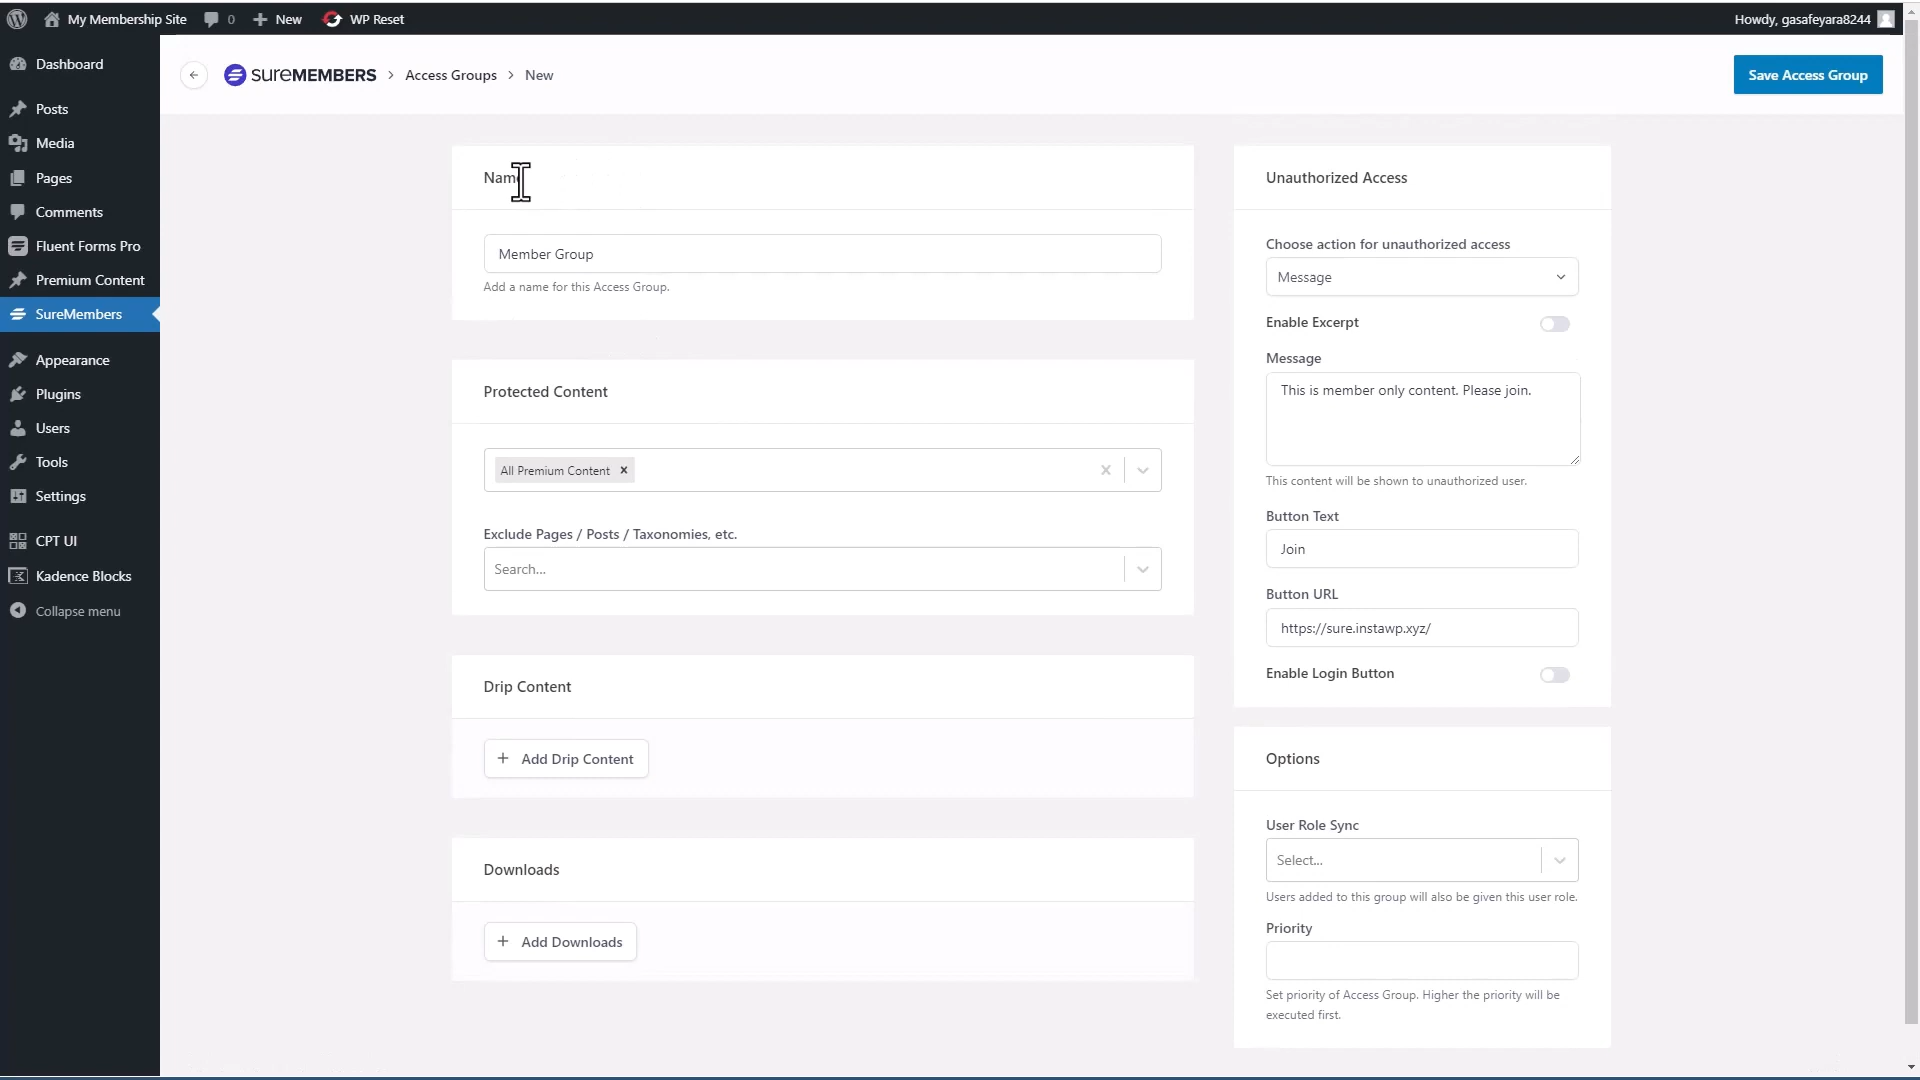 My Membership Site 0 New WP Reset Howdy, gasafeyara8244
Dashboard
Posts
Media
Pages
Comments
Fluent Forms Pro
Premium Content
SureMembers
Appearance
Plugins
Users
Tools
Settings
CPT UI
Kadence Blocks
Collapse menu
SUREMEMBERS > Access Groups > New
Save Access Group
Name
Member Group
Add a name for this Access Group.
Protected Content
All Premium Content
Exclude Pages / Posts / Taxonomies, etc.
Search...
Drip Content
+ Add Drip Content
Downloads
+ Add Downloads
Unauthorized Access
Choose action for unauthorized access
Message
Enable Excerpt
Message
This is member only content. Please join.
This content will be shown to unauthorized user.
Button Text
Join
Button URL
https://sure.instawp.xyz/
Enable Login Button
Options
User Role Sync
Select...
Users added to this group will also be given this user role.
Priority
Set priority of Access Group. Higher the priority will be
executed first.